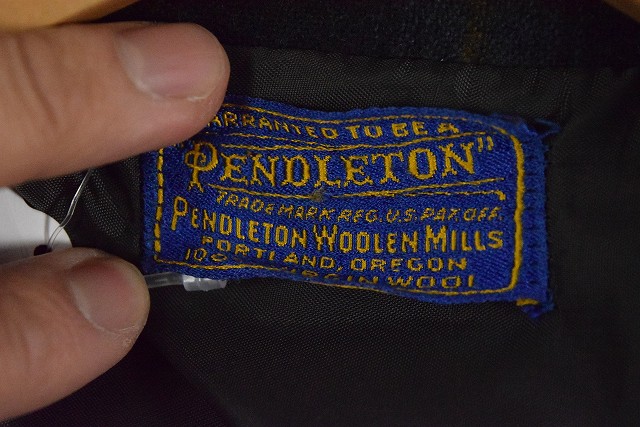 WARRANTED TO BE A
"PENDLETON"
TRADE MARK REG. U.S. PAT. OFF.
PENDLETON WOOLEN MILLS
PORTLAND, OREGON
100 VIRGIN WOOL